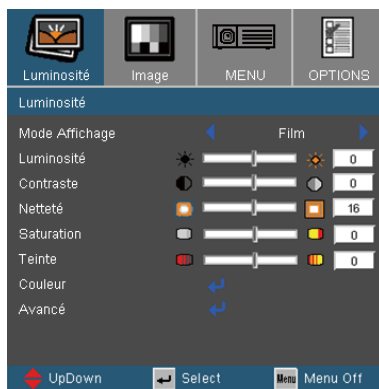 Luminosité Image MENU OPTIONS
Luminosité
Mode Affichage Film
Luminosité 0
Contraste 0
Netteté 16
Saturation 0
Teinte 0
Couleur
Avancé
UpDown Select Menu Menu Off